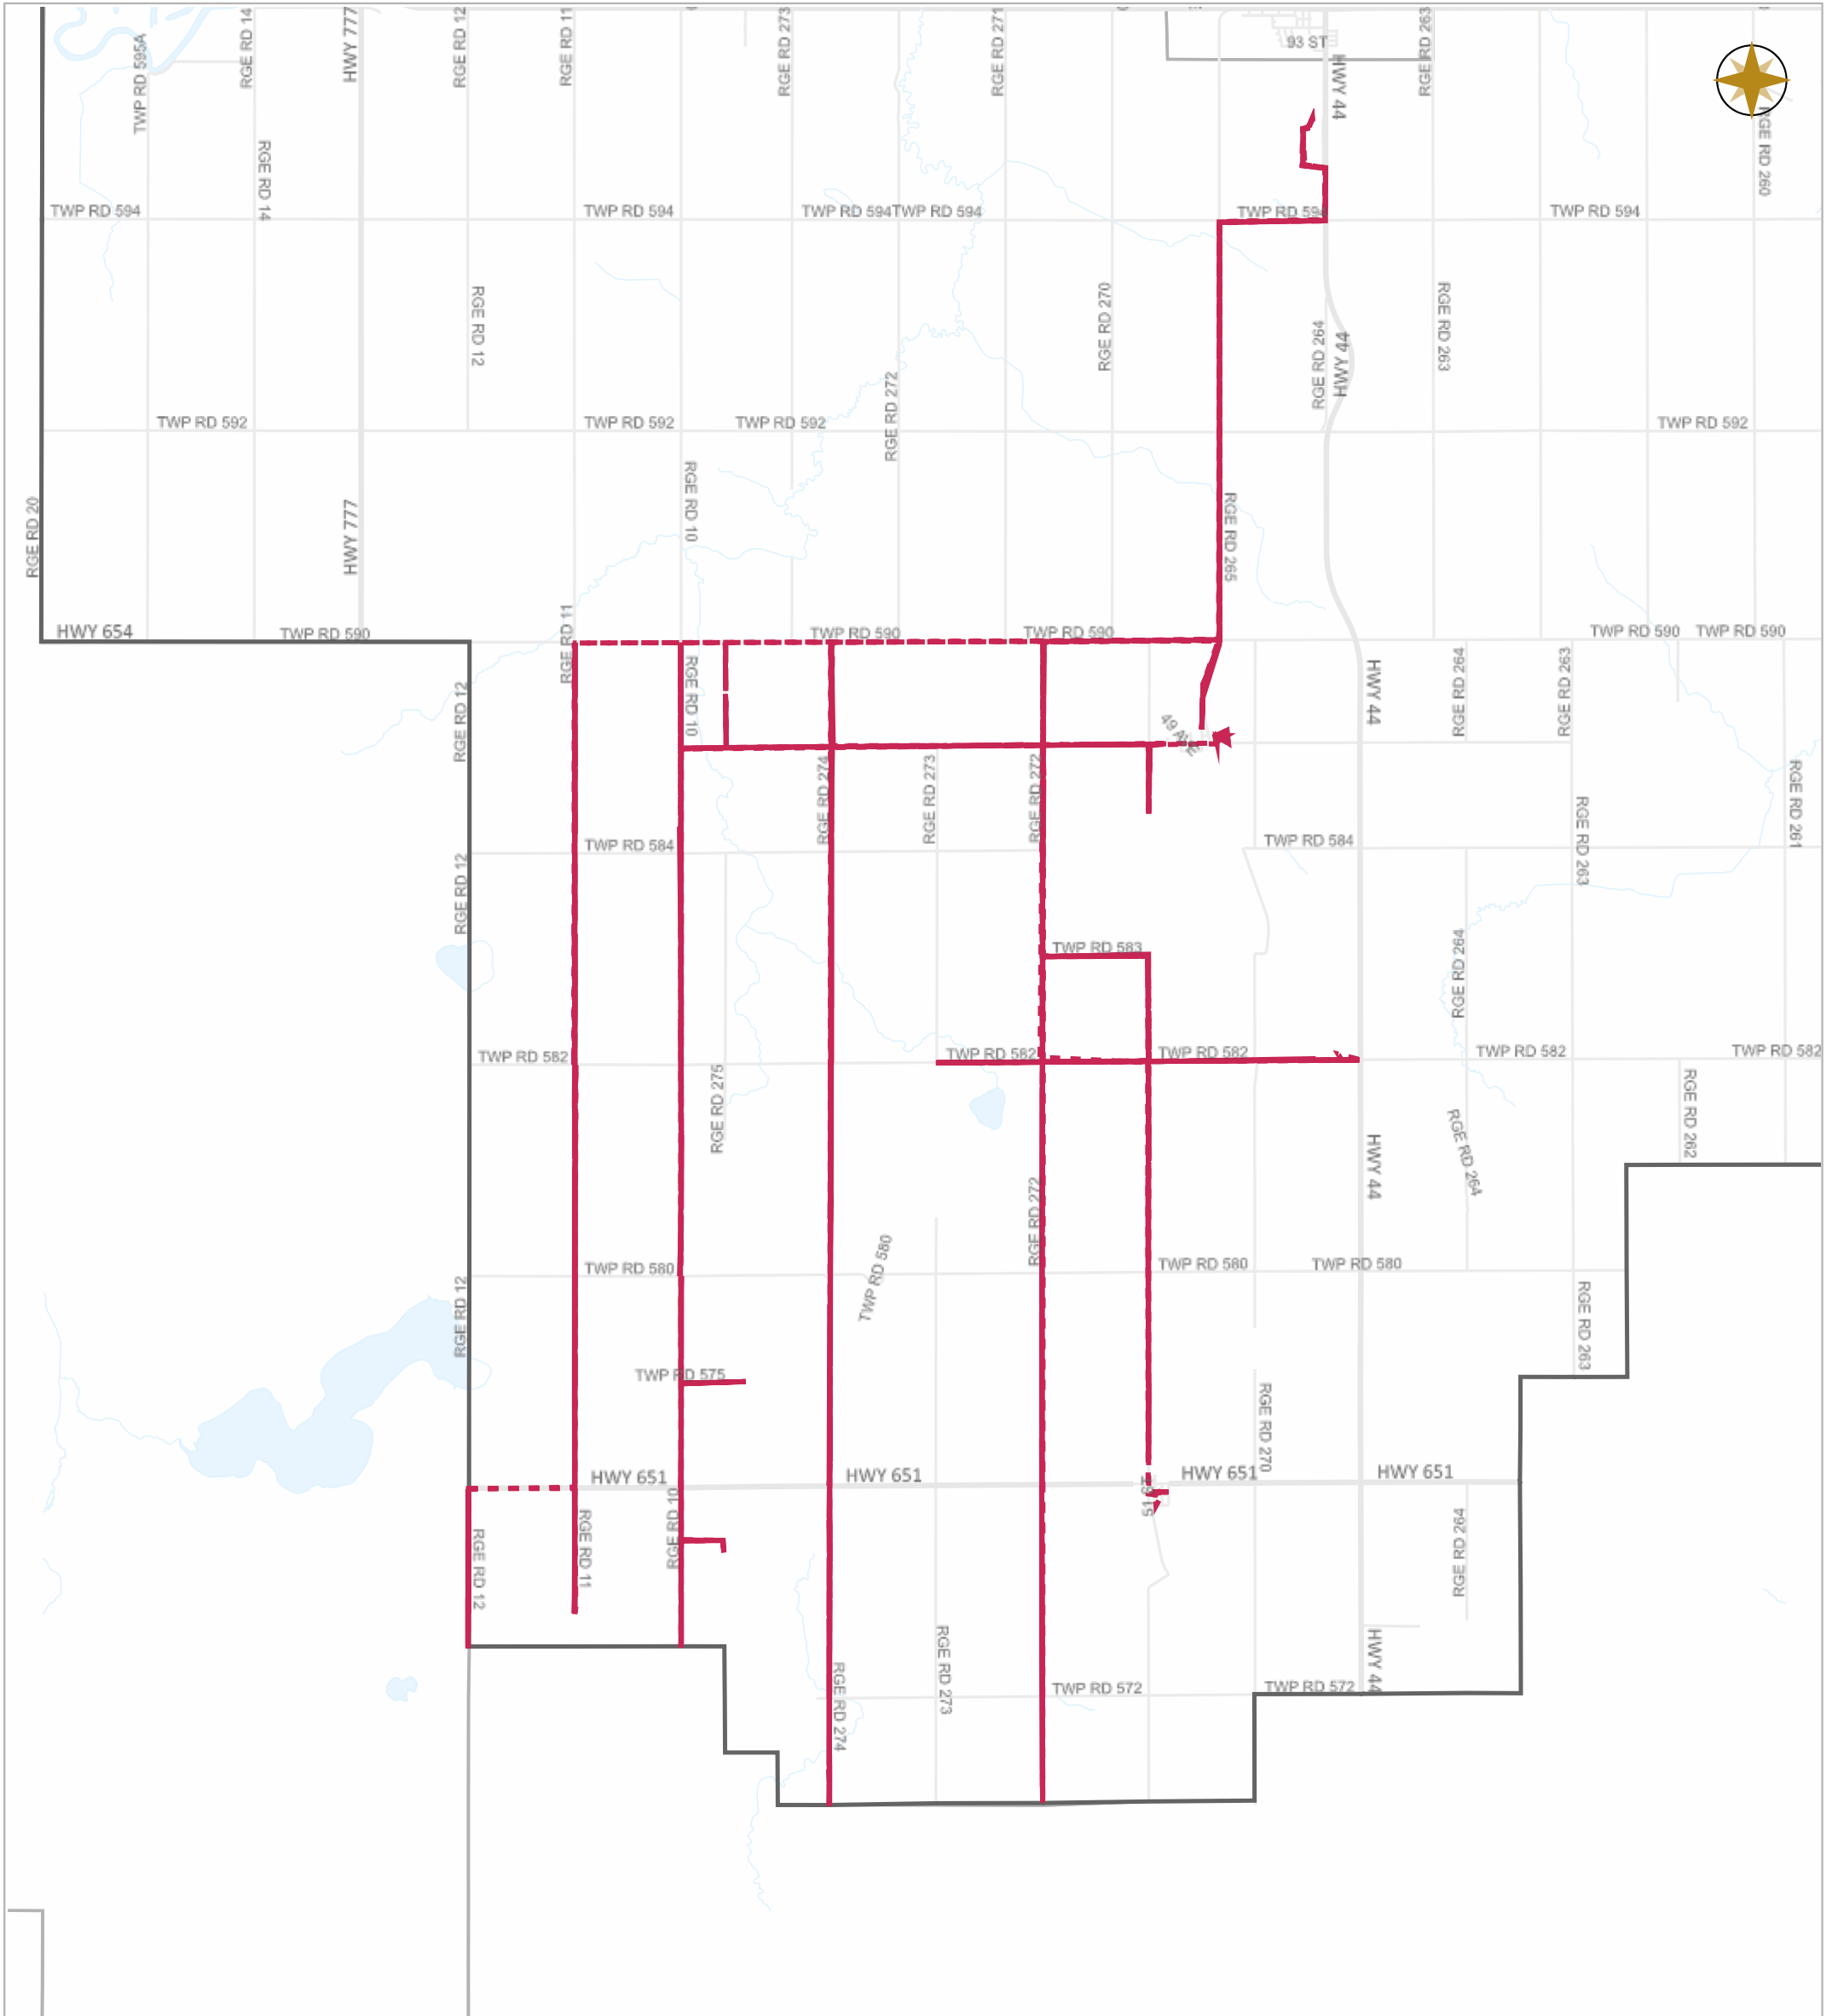 93 ST
TWP RD 595A
RGE RD 14
HWY 777
RGE RD 12
RGE RD 11
RGE RD 273
RGE RD 271
HWY 44
RGE RD 263
RGE RD 260
RGE RD 14
TWP RD 594
TWP RD 594
TWP RD 594
TWP RD 594
TWP RD 594
TWP RD 594
RGE RD 12
RGE RD 270
RGE RD 264
HWY 44
RGE RD 263
RGE RD 272
TWP RD 592
TWP RD 592
TWP RD 592
TWP RD 592
RGE RD 20
HWY 777
RGE RD 10
RGE RD 265
HWY 654
TWP RD 590
RGE RD 11
TWP RD 590
TWP RD 590
TWP RD 590
TWP RD 590
RGE RD 12
RGE RD 10
HWY 44
RGE RD 264
RGE RD 263
49 AVE
RGE RD 274
RGE RD 273
RGE RD 272
RGE RD 261
TWP RD 584
TWP RD 584
RGE RD 263
RGE RD 12
TWP RD 583
RGE RD 264
TWP RD 582
TWP RD 582
TWP RD 582
TWP RD 582
TWP RD 582
RGE RD 275
RGE RD 262
HWY 44
RGE RD 264
RGE RD 272
TWP RD 580
TWP RD 580
TWP RD 580
TWP RD 580
RGE RD 12
RGE RD 263
TWP RD 575
RGE RD 270
HWY 651
HWY 651
HWY 651
HWY 651
51 ST
RGE RD 12
RGE RD 11
RGE RD 10
RGE RD 264
RGE RD 274
RGE RD 273
HWY 44
TWP RD 572
TWP RD 572